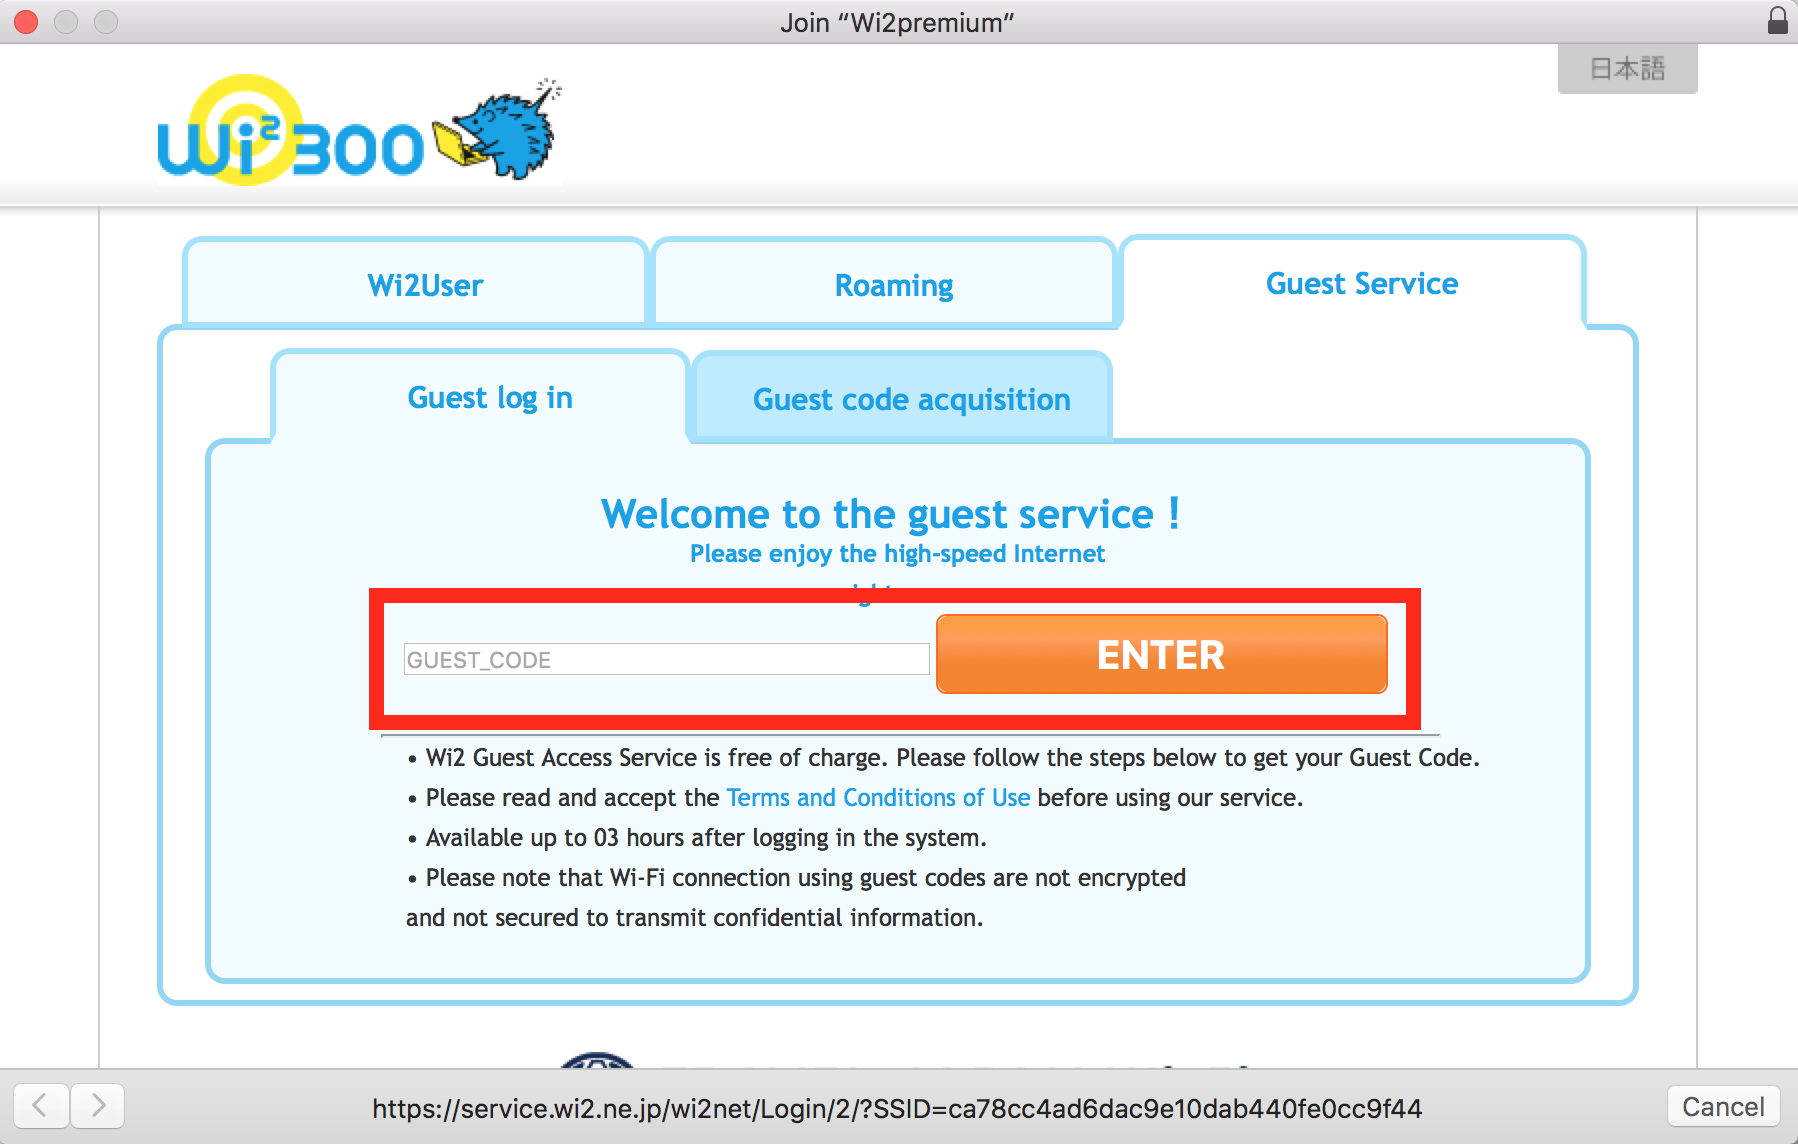 Join “Wi2premium”
日本語
Wi² 300
Wi2User
Roaming
Guest Service
Guest log in
Guest code acquisition
Welcome to the guest service !
Please enjoy the high-speed Internet
GUEST_CODE
ENTER
• Wi2 Guest Access Service is free of charge. Please follow the steps below to get your Guest Code.
• Please read and accept the Terms and Conditions of Use before using our service.
• Available up to 03 hours after logging in the system.
• Please note that Wi-Fi connection using guest codes are not encrypted
and not secured to transmit confidential information.
https://service.wi2.ne.jp/wi2net/Login/2/?SSID=ca78cc4ad6dac9e10dab440fe0cc9f44
Cancel